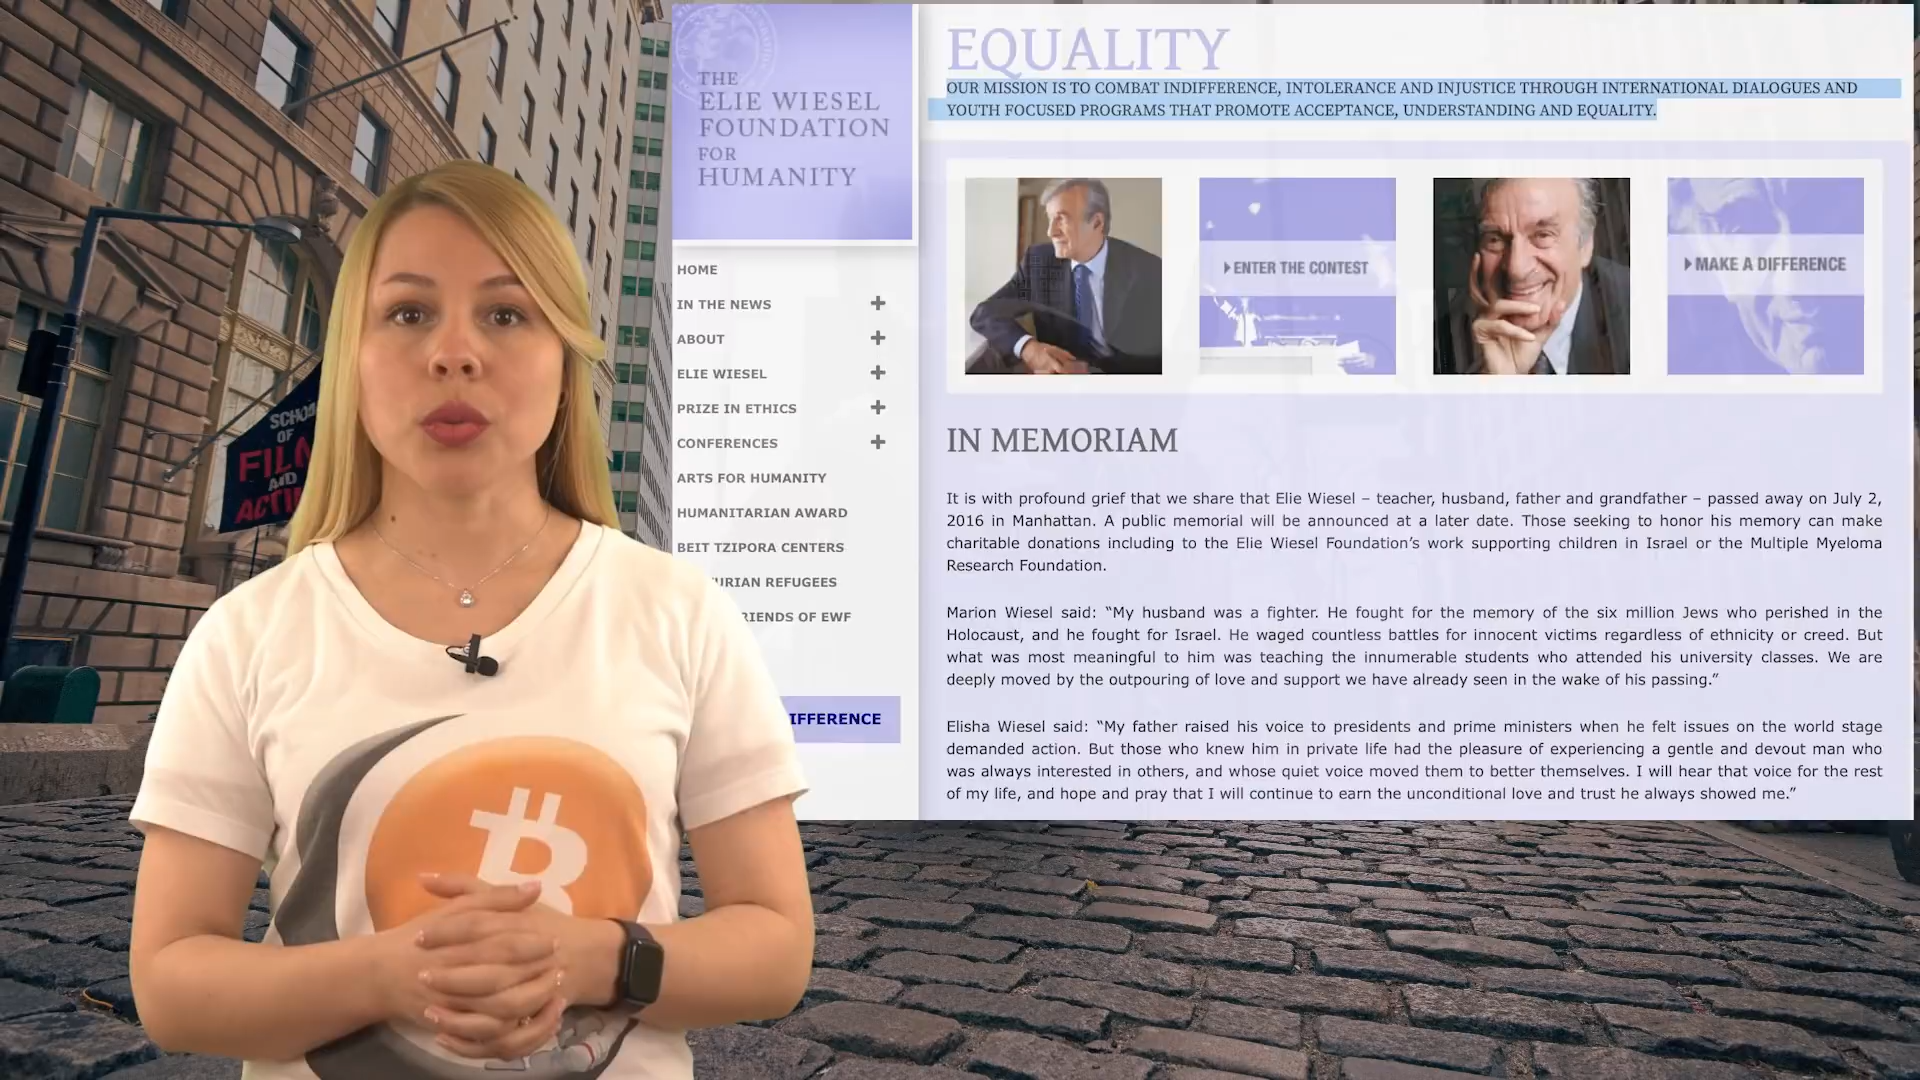 THE
ELIE WIESEL
FOUNDATION
FOR
HUMANITY
HOME
IN THE NEWS
ABOUT
ELIE WIESEL
PRIZE IN ETHICS
CONFERENCES
ARTS FOR HUMANITY
HUMANITARIAN AWARD
BEIT TZIPORA CENTERS
URIAN REFUGEES
RIENDS OF EWF
IFFERENCE
EQUALITY
OUR MISSION IS TO COMBAT INDIFFERENCE, INTOLERANCE AND INJUSTICE THROUGH INTERNATIONAL DIALOGUES AND
YOUTH FOCUSED PROGRAMS THAT PROMOTE ACCEPTANCE, UNDERSTANDING AND EQUALITY.
ENTER THE CONTEST
MAKE A DIFFERENCE
IN MEMORIAM
It is with profound grief that we share that Elie Wiesel – teacher, husband, father and grandfather – passed away on July 2,
2016 in Manhattan. A public memorial will be announced at a later date. Those seeking to honor his memory can make
charitable donations including to the Elie Wiesel Foundation’s work supporting children in Israel or the Multiple Myeloma
Research Foundation.
Marion Wiesel said: “My husband was a fighter. He fought for the memory of the six million Jews who perished in the
Holocaust, and he fought for Israel. He waged countless battles for innocent victims regardless of ethnicity or creed. But
what was most meaningful to him was teaching the innumerable students who attended his university classes. We are
deeply moved by the outpouring of love and support we have already seen in the wake of his passing.”
Elisha Wiesel said: “My father raised his voice to presidents and prime ministers when he felt issues on the world stage
demanded action. But those who knew him in private life had the pleasure of experiencing a gentle and devout man who
was always interested in others, and whose quiet voice moved them to better themselves. I will hear that voice for the rest
of my life, and hope and pray that I will continue to earn the unconditional love and trust he always showed me.”
SCHOO
OF
FILM
AND
ACTIN